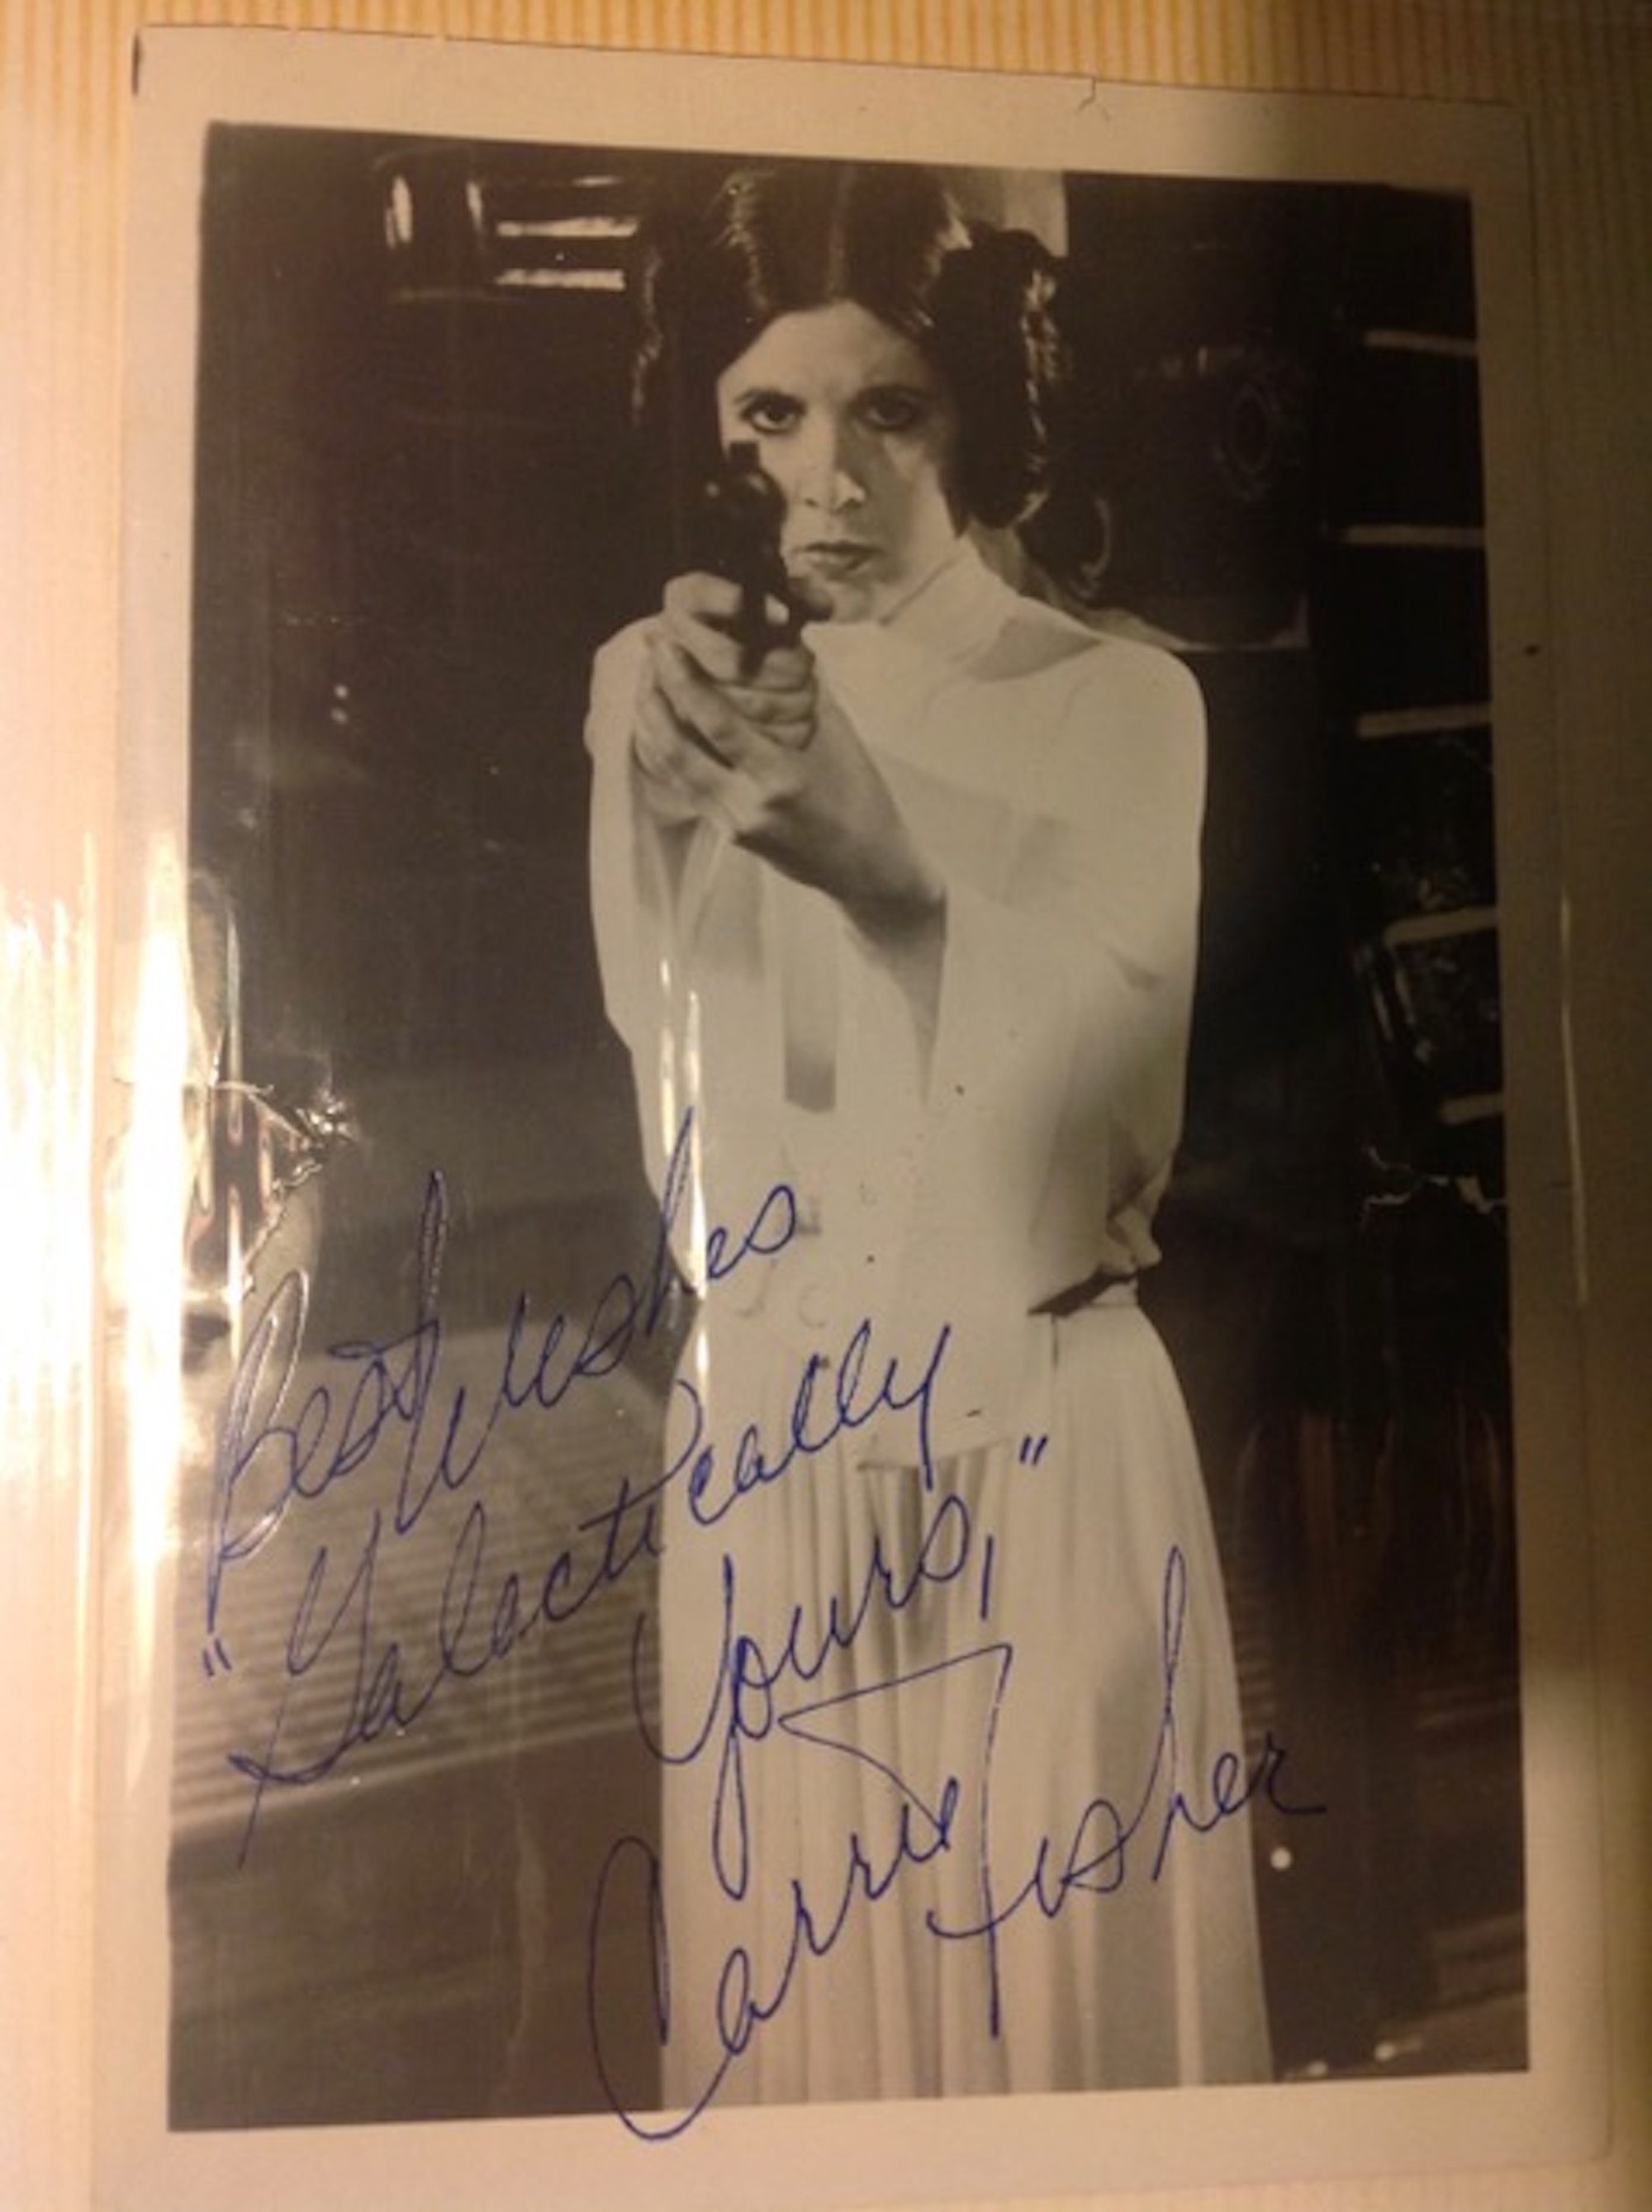 Best Wishes
"Galactically
Yours,"
Carrie Fisher